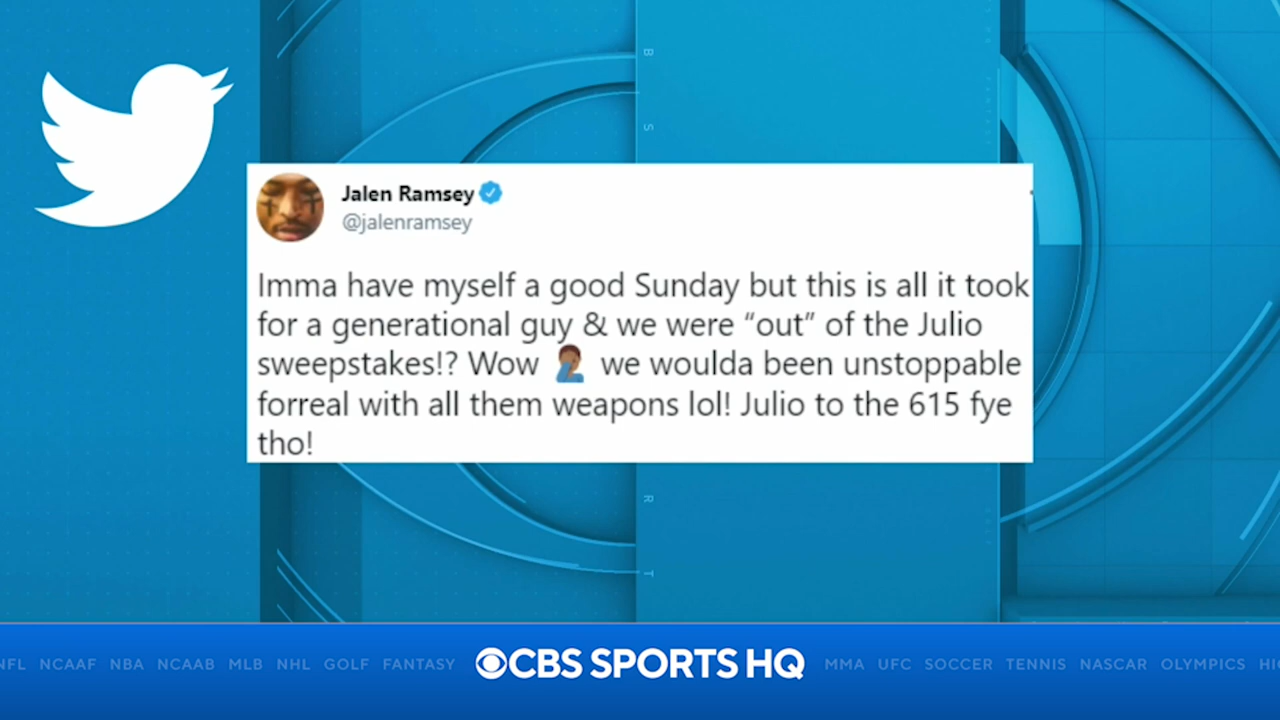 B
S
Jalen Ramsey
@jalenramsey
Imma have myself a good Sunday but this is all it took
for a generational guy & we were “out” of the Julio
sweepstakes!? Wow 🤦🏾‍♂️ we woulda been unstoppable
forreal with all them weapons lol! Julio to the 615 fye
tho!
R
T
NFL NCAAF NBA NCAAB MLB NHL GOLF FANTASY CBS SPORTS HQ MMA UFC SOCCER TENNIS NASCAR OLYMPICS